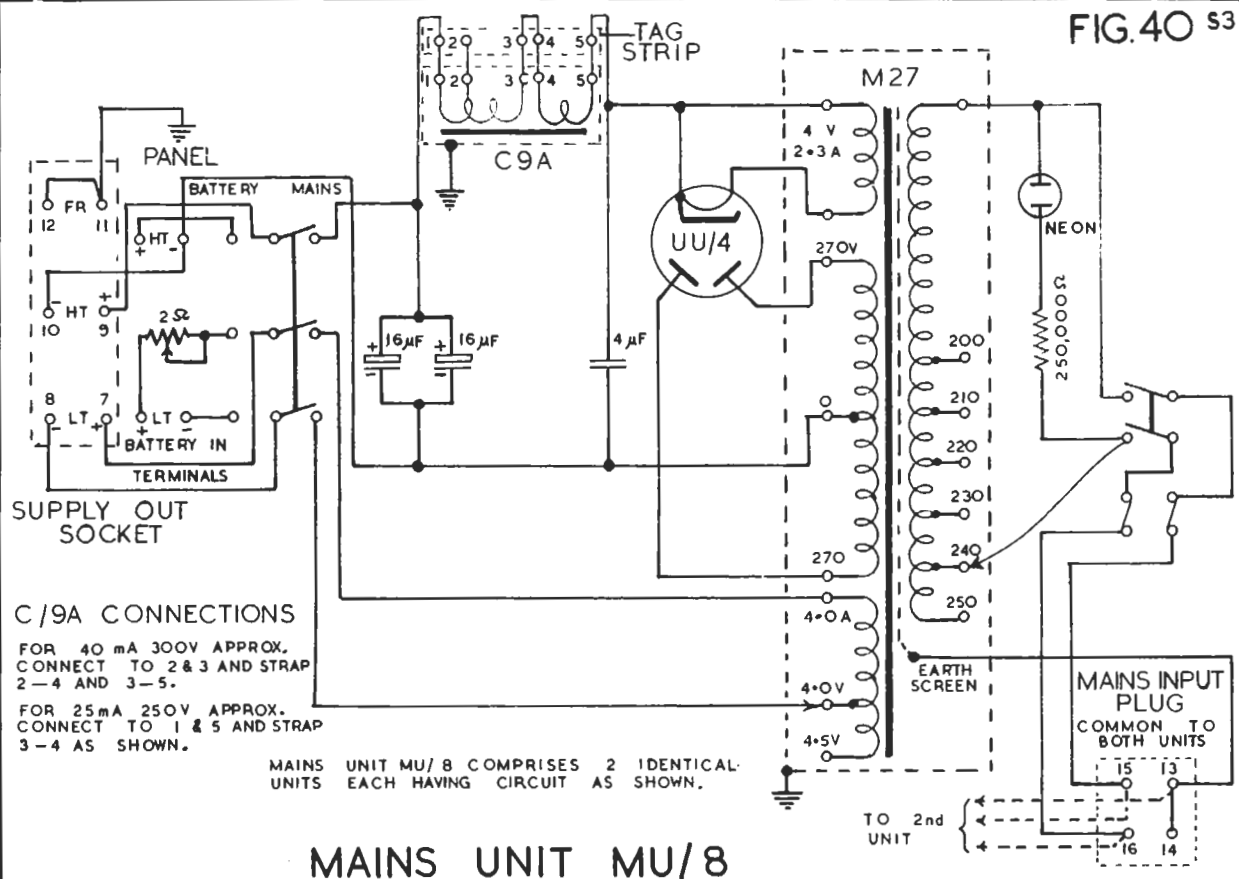 FIG. 40 S3
TAG
STRIP
1 2 3 4 5
1 2 3 C 4 5
C9A
M27
4 V
2•3A
PANEL
BATTERY MAINS
FR
12 11
HT
+ -
- HT +
10 9
2 Ω
8 LT 7
- +
LT
+ -
BATTERY IN
TERMINALS
SUPPLY OUT
SOCKET
+ 16µF -
+ 16µF -
4µF
UU/4
270V
O
270
4•0A
4•0V
4•5V
NEON
250,000Ω
200
210
220
230
240
250
EARTH
SCREEN
MAINS INPUT
PLUG
COMMON TO
BOTH UNITS
15 13
16 14
TO 2nd
UNIT
C/9A CONNECTIONS
FOR 40 mA 300V APPROX.
CONNECT TO 2 & 3 AND STRAP
2—4 AND 3—5.
FOR 25mA 250V APPROX.
CONNECT TO 1 & 5 AND STRAP
3—4 AS SHOWN.
MAINS UNIT MU/8 COMPRISES 2 IDENTICAL
UNITS EACH HAVING CIRCUIT AS SHOWN.
MAINS UNIT MU/8